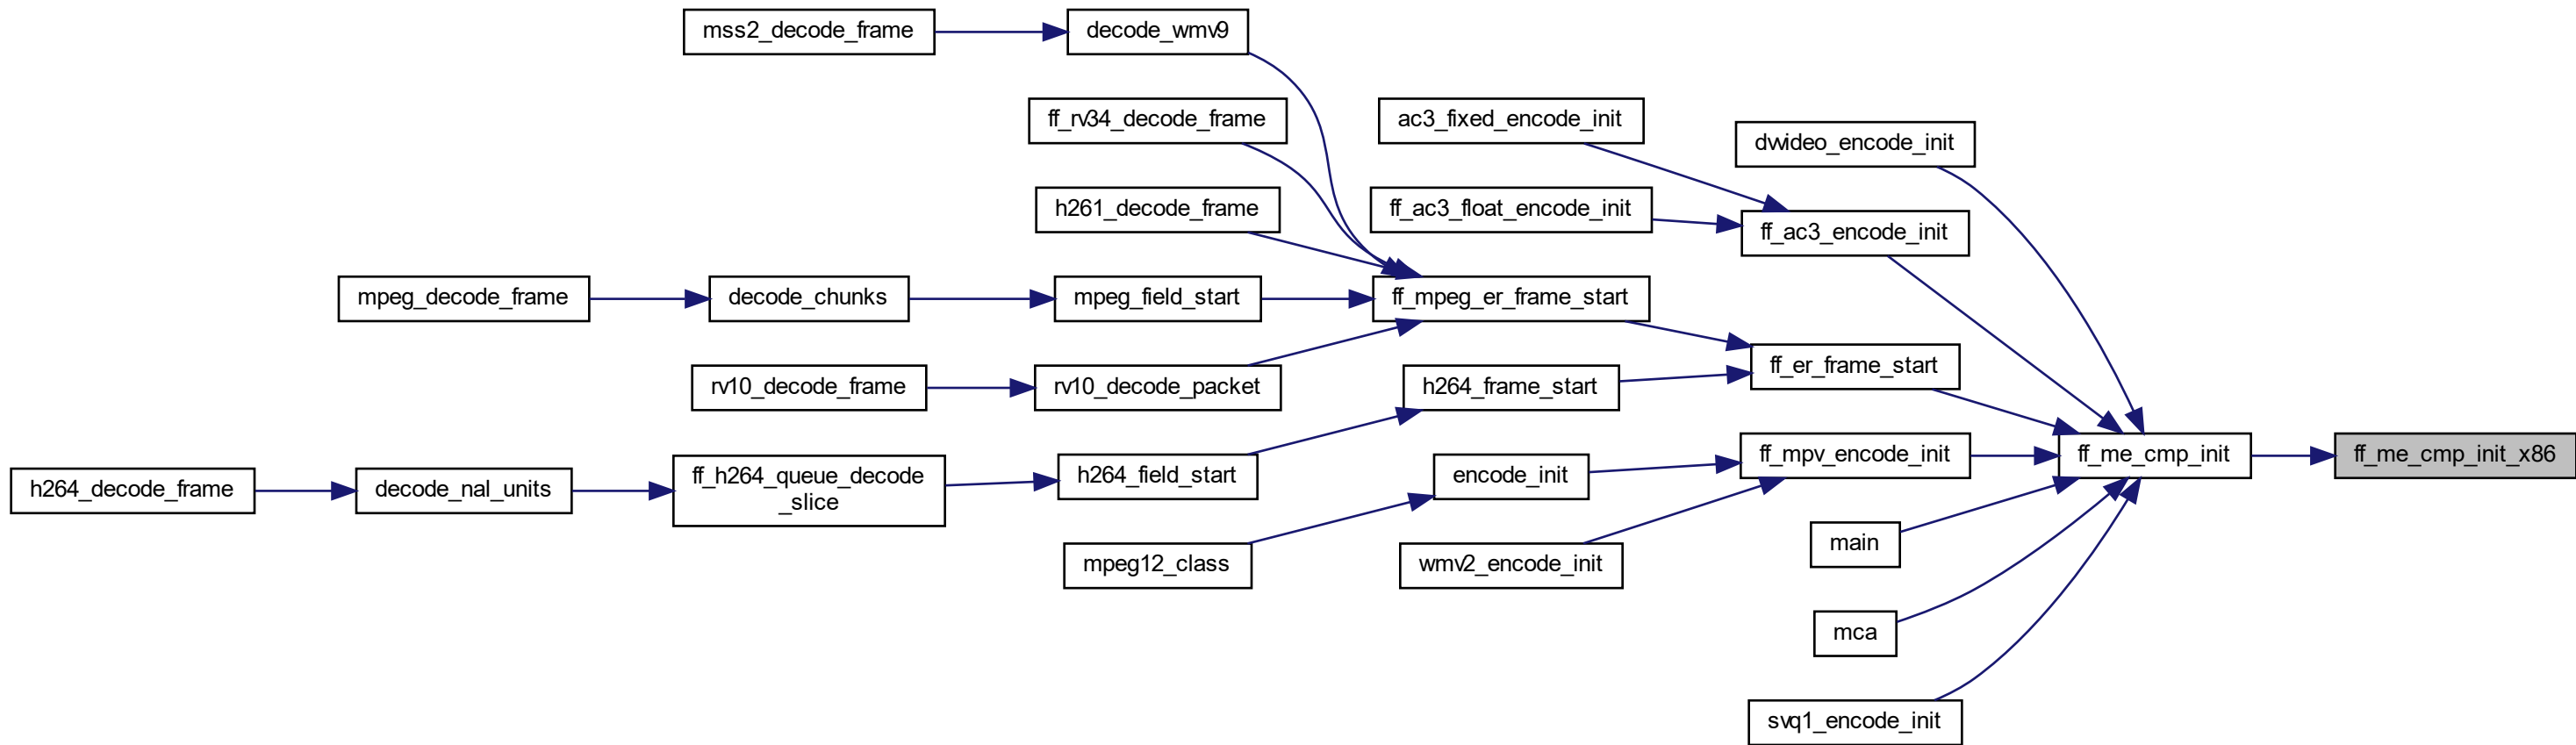 mss2_decode_frame
decode_wmv9
ff_rv34_decode_frame
ac3_fixed_encode_init
dvvideo_encode_init
h261_decode_frame
ff_ac3_float_encode_init
ff_ac3_encode_init
mpeg_decode_frame
decode_chunks
mpeg_field_start
ff_mpeg_er_frame_start
rv10_decode_frame
rv10_decode_packet
h264_frame_start
ff_er_frame_start
h264_decode_frame
decode_nal_units
ff_h264_queue_decode
_slice
h264_field_start
encode_init
ff_mpv_encode_init
ff_me_cmp_init
ff_me_cmp_init_x86
mpeg12_class
wmv2_encode_init
main
mca
svq1_encode_init